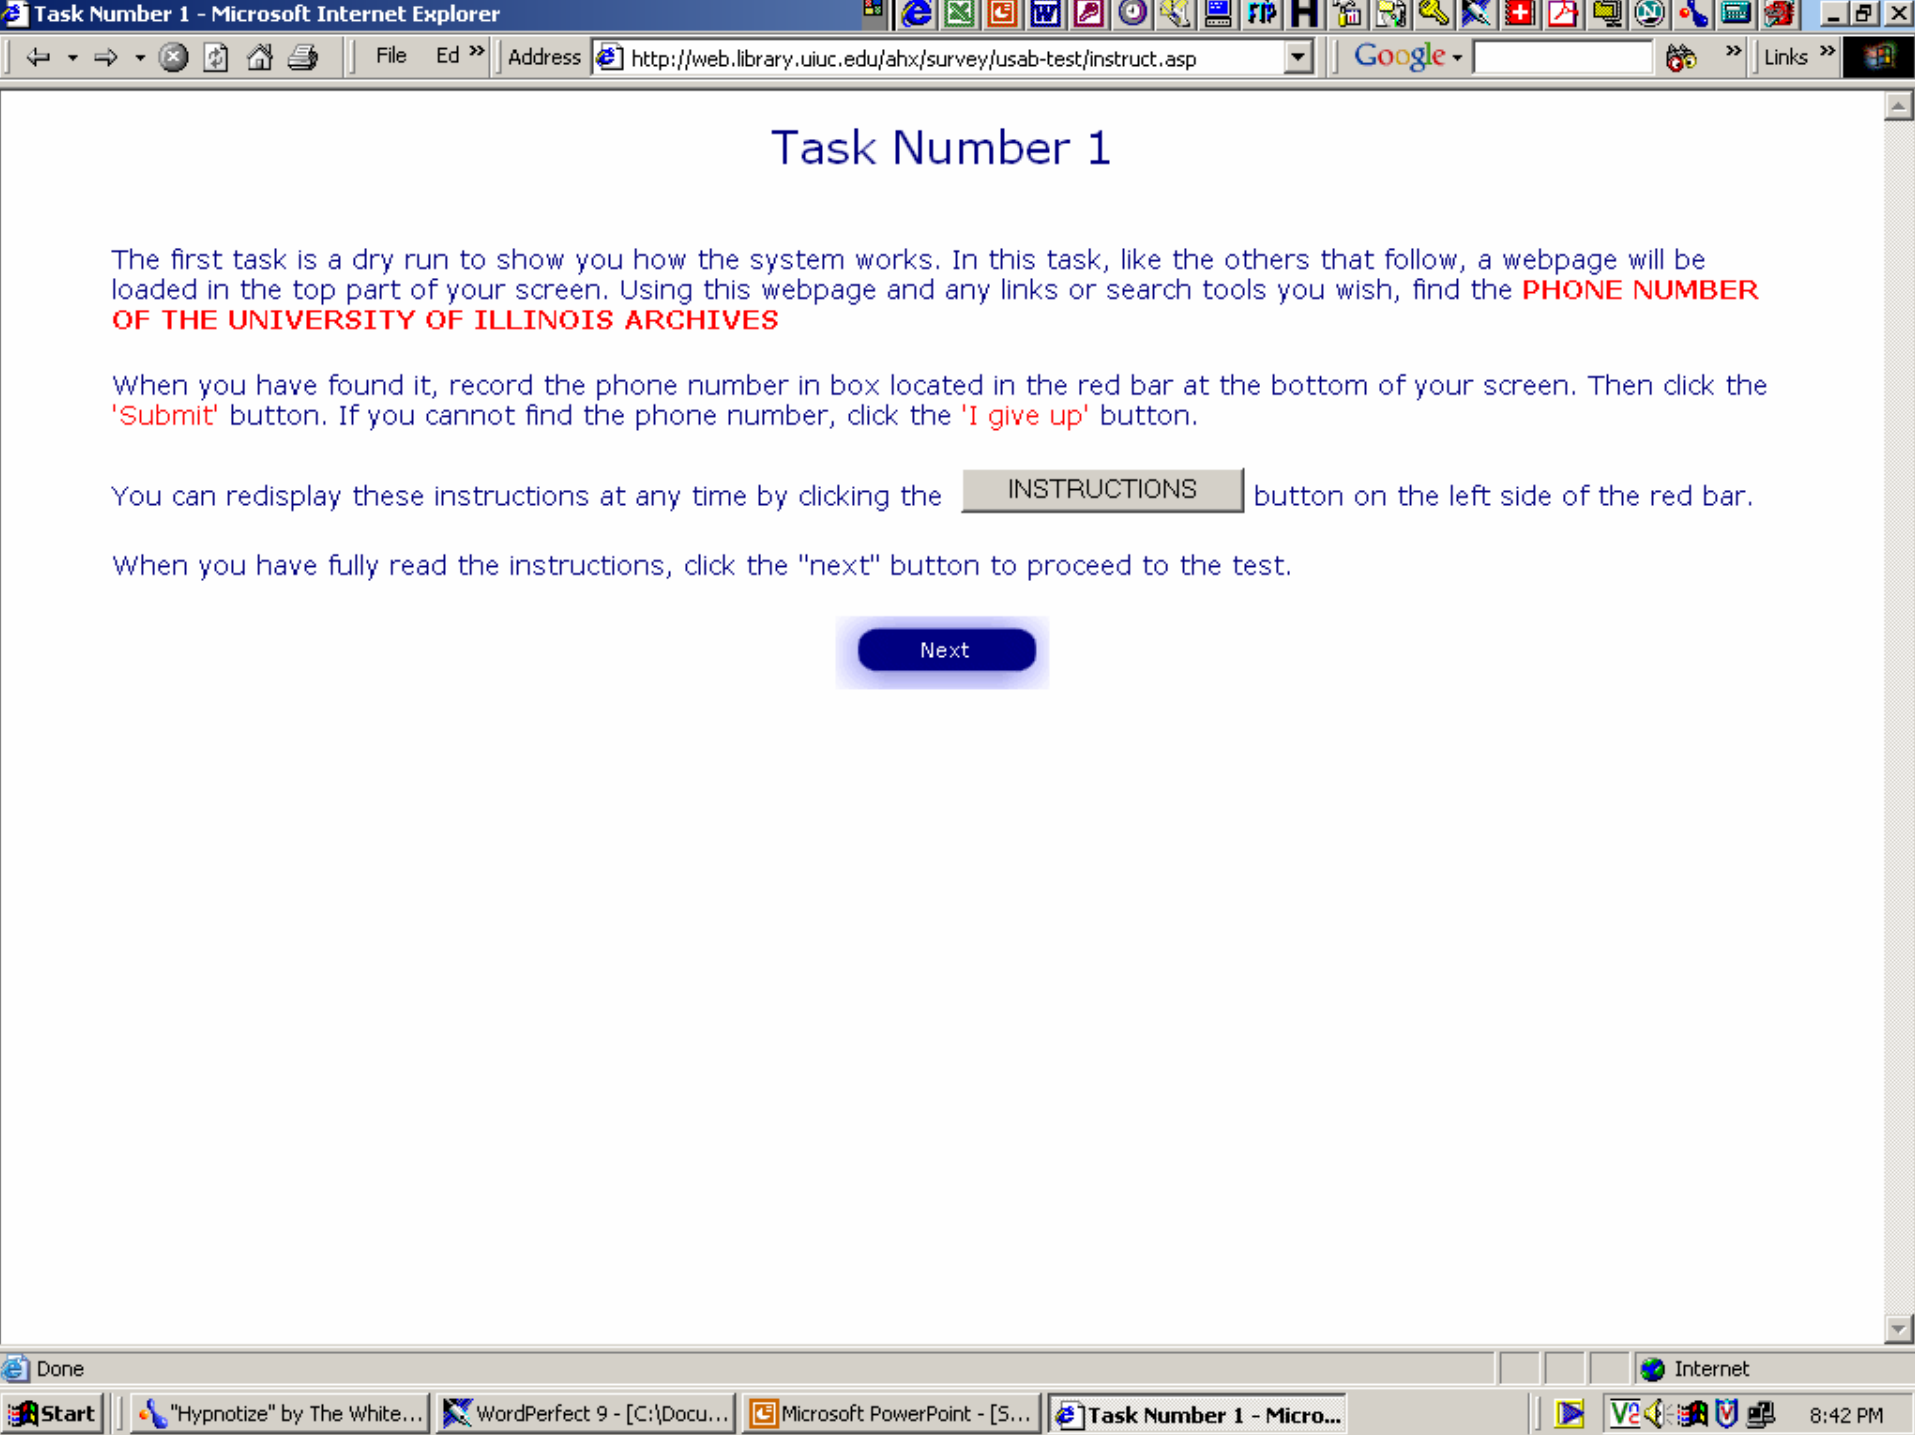 Task Number 1 - Microsoft Internet Explorer
File Ed » Address http://web.library.uiuc.edu/ahx/survey/usab-test/instruct.asp Google » Links »
Task Number 1
The first task is a dry run to show you how the system works. In this task, like the others that follow, a webpage will be
loaded in the top part of your screen. Using this webpage and any links or search tools you wish, find the PHONE NUMBER
OF THE UNIVERSITY OF ILLINOIS ARCHIVES
When you have found it, record the phone number in box located in the red bar at the bottom of your screen. Then click the
'Submit' button. If you cannot find the phone number, click the 'I give up' button.
You can redisplay these instructions at any time by clicking the INSTRUCTIONS button on the left side of the red bar.
When you have fully read the instructions, click the "next" button to proceed to the test.
Next
Done Internet
Start "Hypnotize" by The White... WordPerfect 9 - [C:\Docu... Microsoft PowerPoint - [S... Task Number 1 - Micro... 8:42 PM